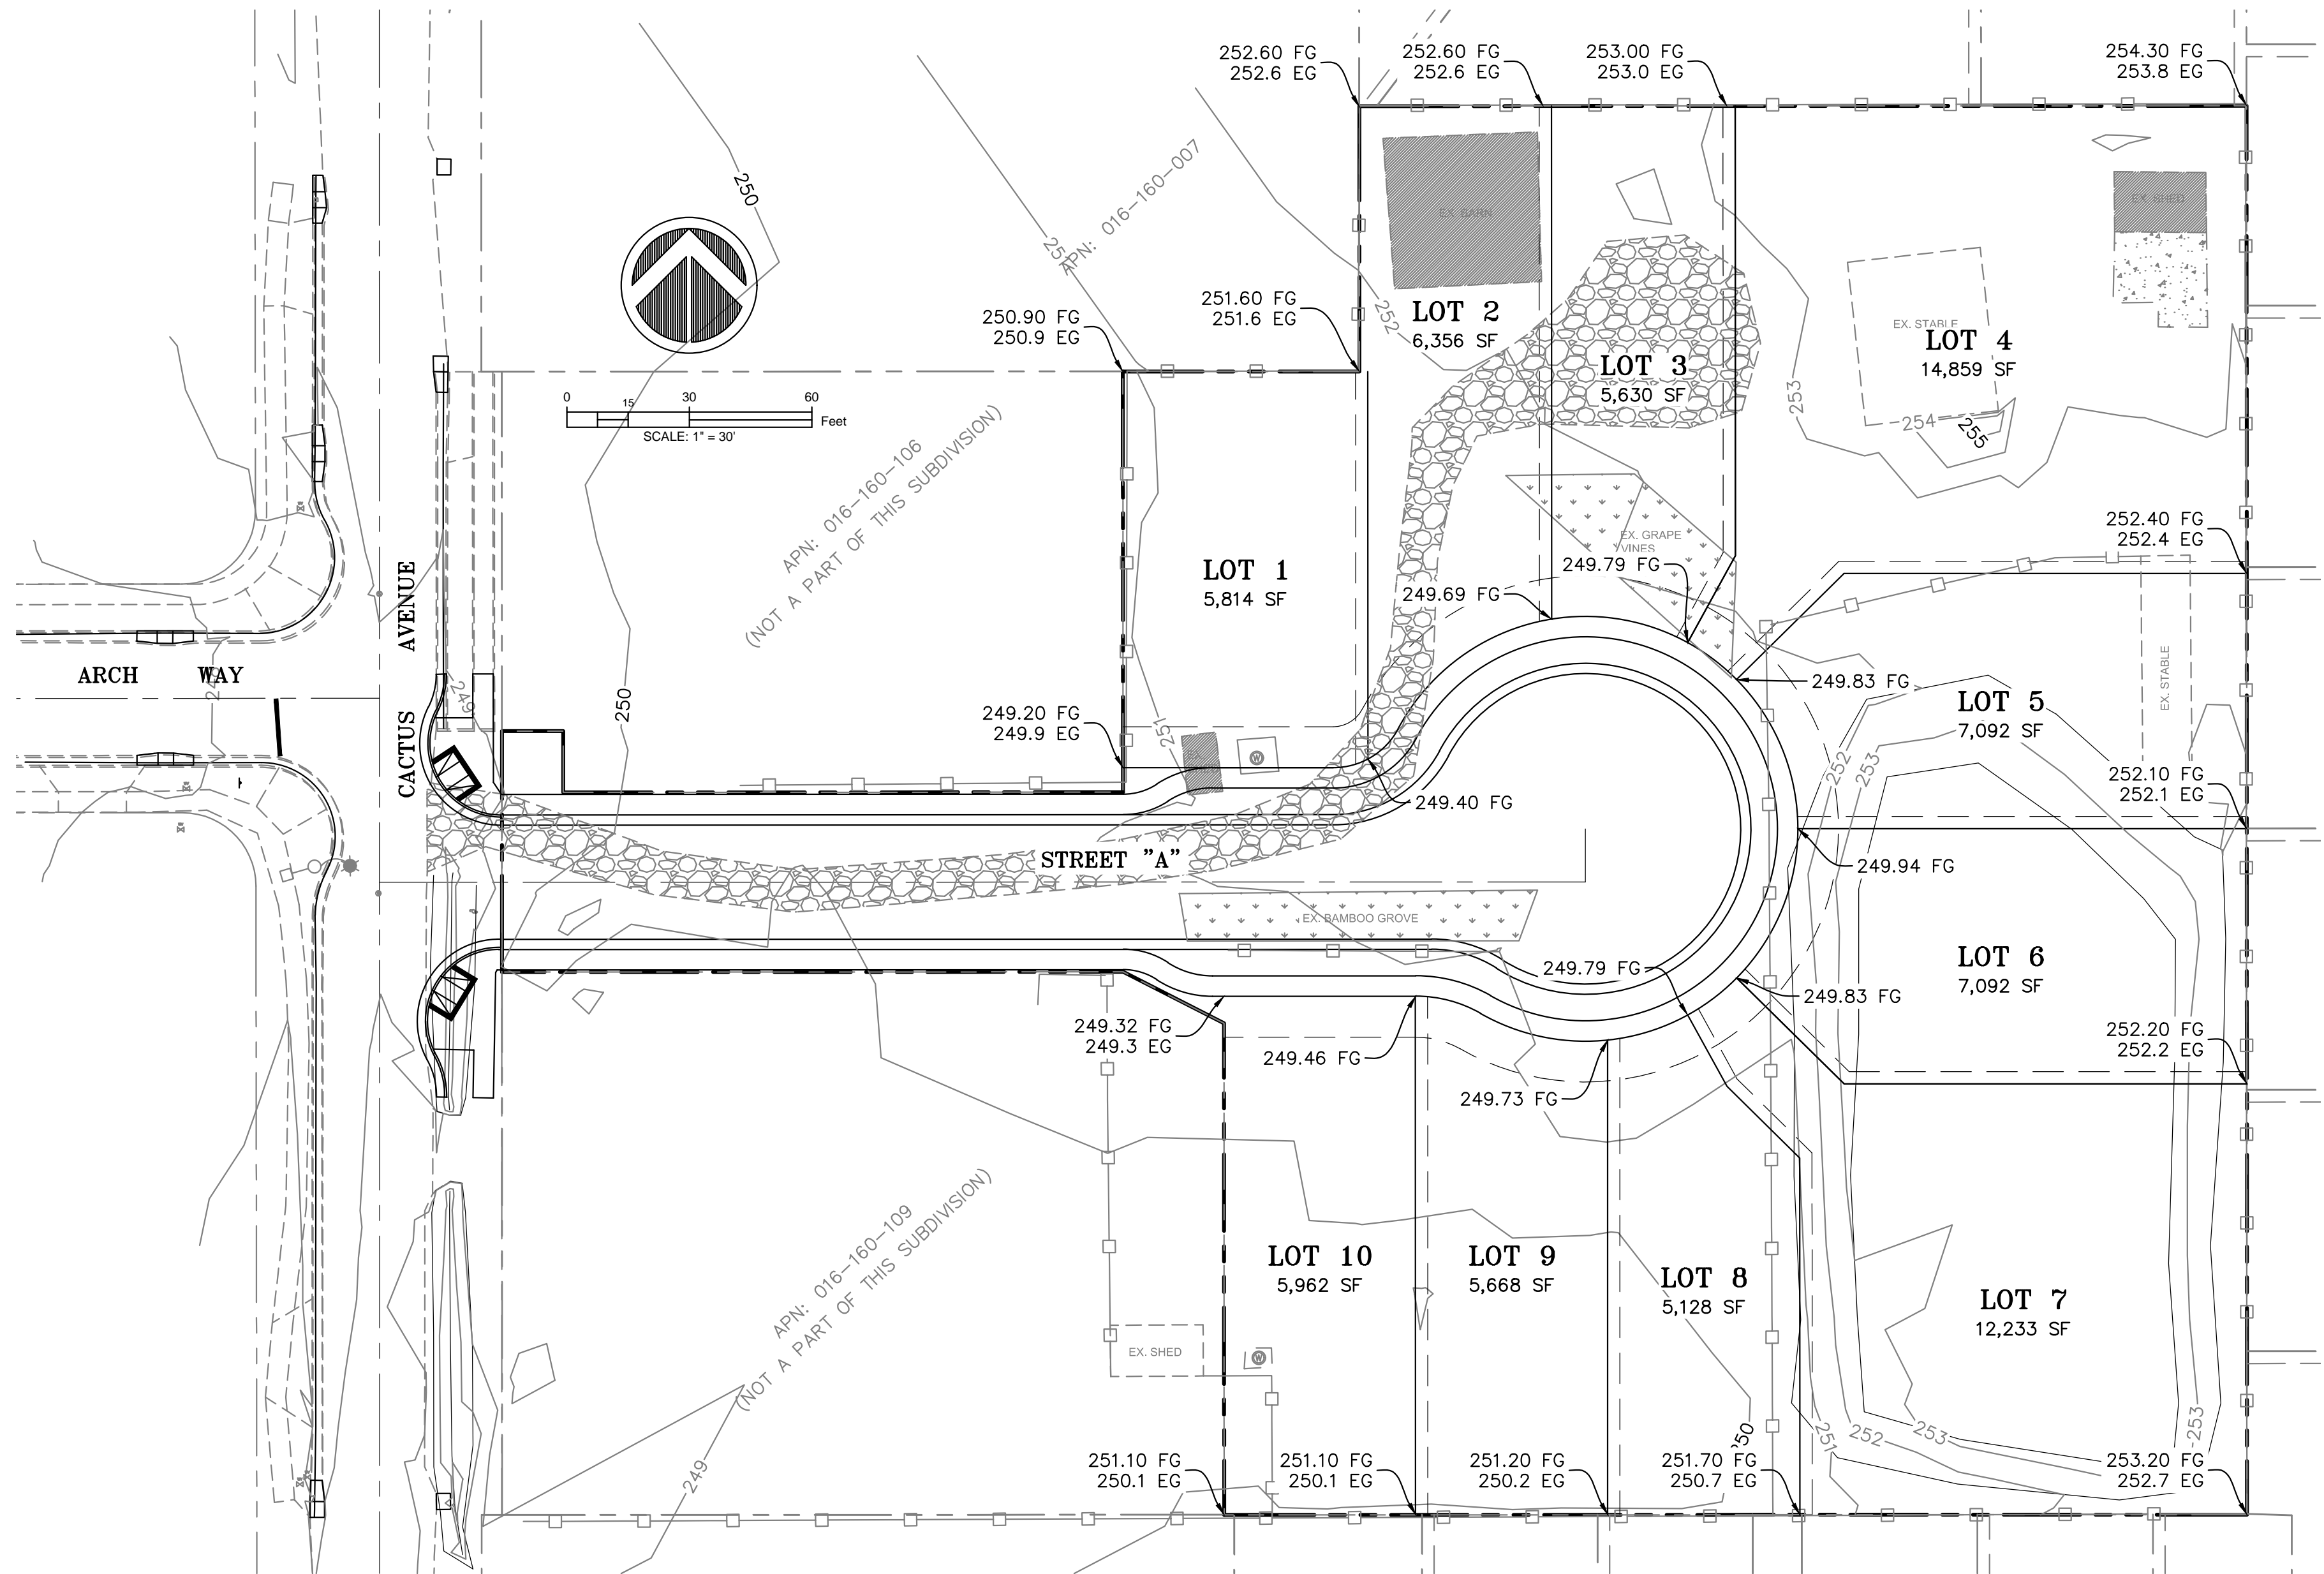 252.60 FG
252.6 EG
252.60 FG
252.6 EG
253.00 FG
253.0 EG
254.30 FG
253.8 EG
250
APN: 016-160-007
EX. BARN
EX. SHED
250.90 FG
250.9 EG
251.60 FG
251.6 EG
252
LOT 2
6,356 SF
LOT 3
5,630 SF
EX. STABLE
LOT 4
14,859 SF
253
254
255
0
15
30
60
Feet
SCALE: 1" = 30'
APN: 016-160-106
(NOT A PART OF THIS SUBDIVISION)
250
LOT 1
5,814 SF
EX. GRAPE
VINES
252.40 FG
252.4 EG
249.79 FG
249.69 FG
249.83 FG
ARCH WAY
CACTUS AVENUE
249
249.20 FG
249.9 EG
251
W
249.40 FG
LOT 5
7,092 SF
EX. STABLE
252
253
252.10 FG
252.1 EG
249.94 FG
STREET "A"
EX. BAMBOO GROVE
249.79 FG
249.83 FG
LOT 6
7,092 SF
249.32 FG
249.3 EG
249.46 FG
249.73 FG
252.20 FG
252.2 EG
APN: 016-160-109
(NOT A PART OF THIS SUBDIVISION)
249
EX. SHED
W
LOT 10
5,962 SF
LOT 9
5,668 SF
LOT 8
5,128 SF
LOT 7
12,233 SF
251
252
253
253
251.10 FG
250.1 EG
251.10 FG
250.1 EG
251.20 FG
250.2 EG
251.70 FG
250.7 EG
253.20 FG
252.7 EG